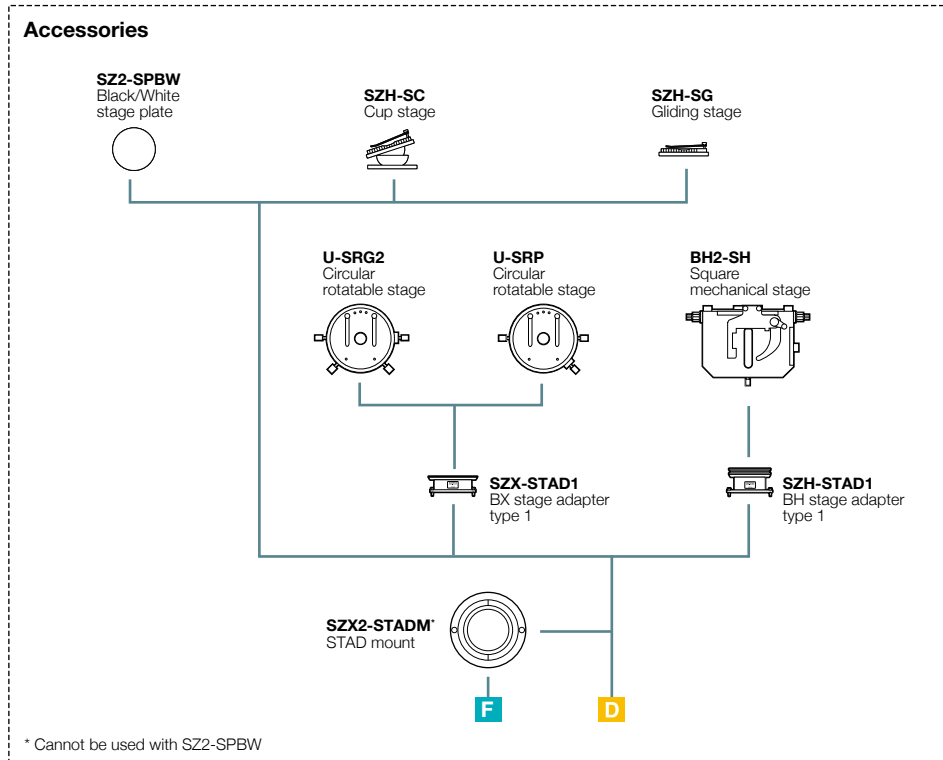 Accessories
SZ2-SPBW
Black/White
stage plate
SZH-SC
Cup stage
SZH-SG
Gliding stage
U-SRG2
Circular
rotatable stage
U-SRP
Circular
rotatable stage
BH2-SH
Square
mechanical stage
SZX-STAD1
BX stage adapter
type 1
SZH-STAD1
BH stage adapter
type 1
SZX2-STADM*
STAD mount
F
D
* Cannot be used with SZ2-SPBW